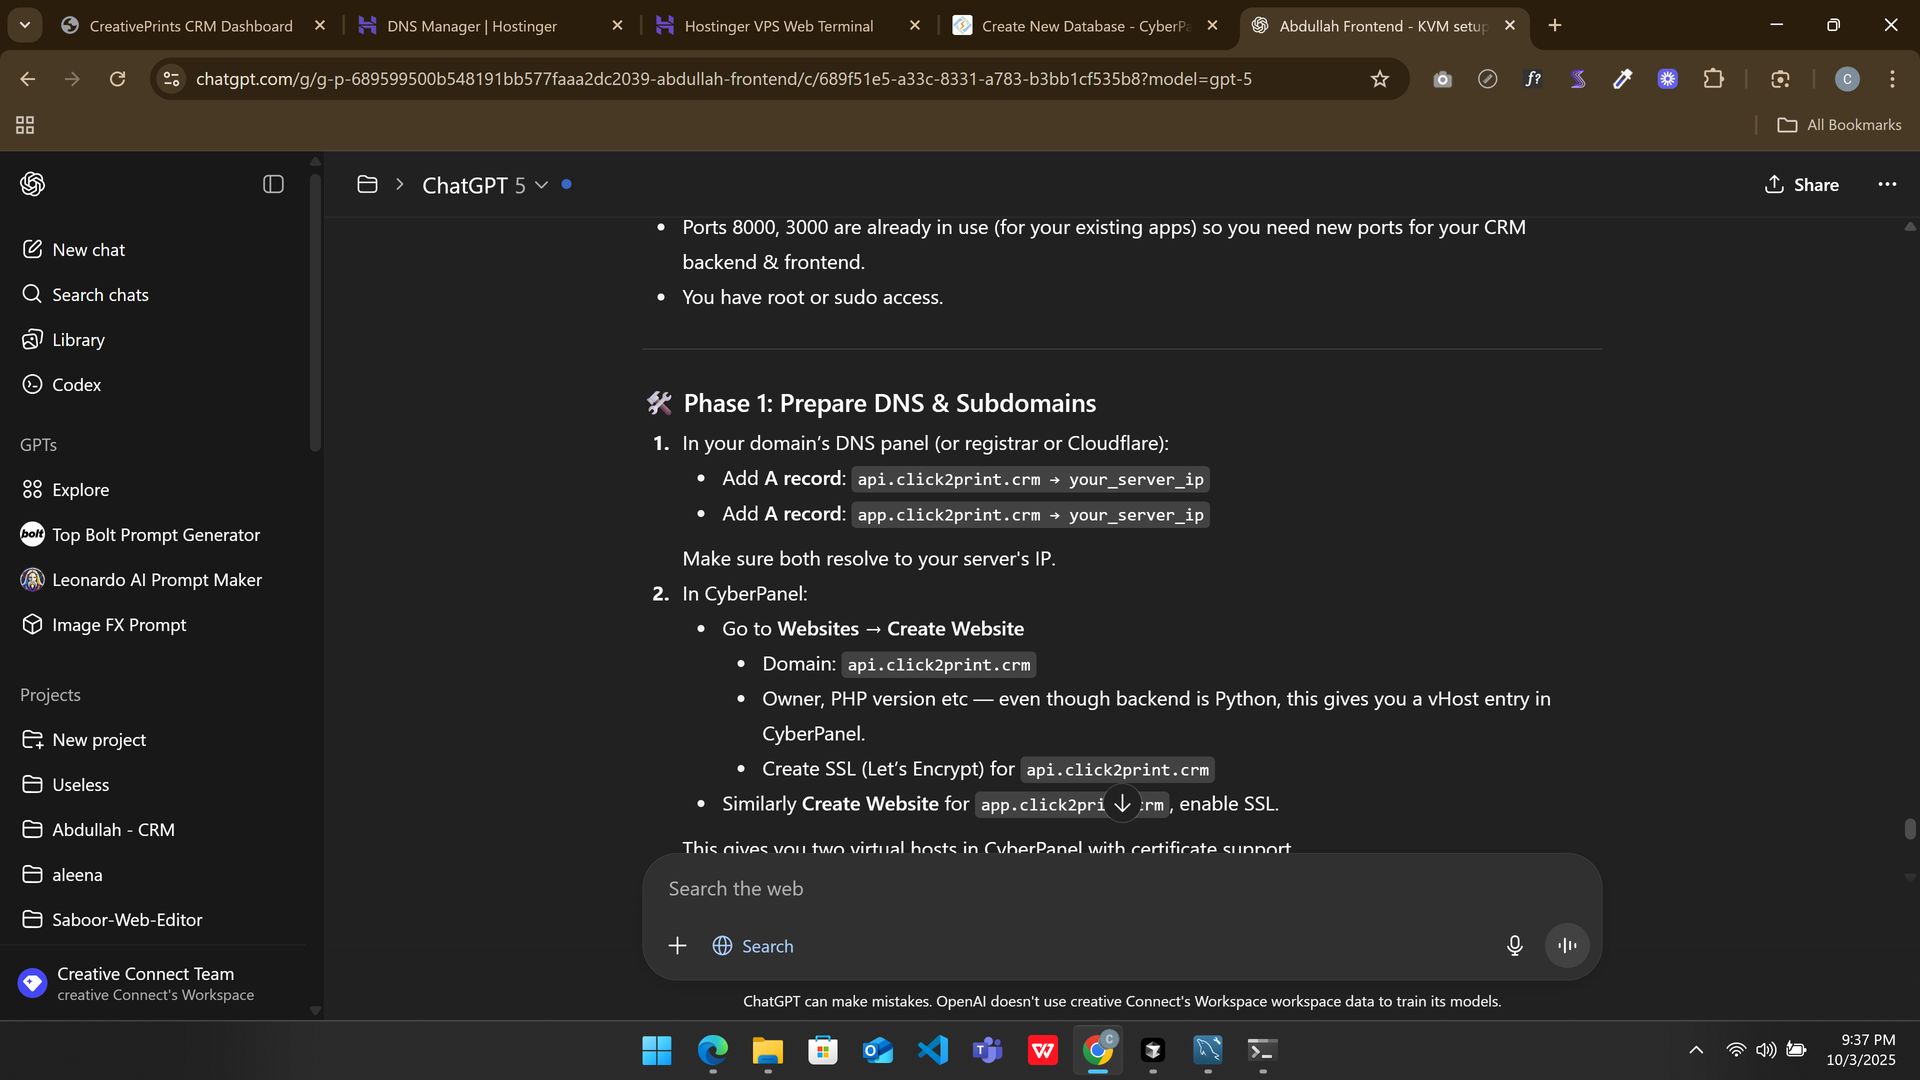 CreativePrints CRM Dashboard
DNS Manager | Hostinger
Hostinger VPS Web Terminal
Create New Database - CyberPa
Abdullah Frontend - KVM setup
chatgpt.com/g/g-p-689599500b548191bb577faaa2dc2039-abdullah-frontend/c/689f51e5-a33c-8331-a783-b3bb1cf535b8?model=gpt-5
f?
C
All Bookmarks
ChatGPT 5
Share
New chat
Search chats
Library
Codex
GPTs
Explore
bolt Top Bolt Prompt Generator
Leonardo AI Prompt Maker
Image FX Prompt
Projects
New project
Useless
Abdullah - CRM
aleena
Saboor-Web-Editor
Creative Connect Team
creative Connect's Workspace
• Ports 8000, 3000 are already in use (for your existing apps) so you need new ports for your CRM
backend & frontend.
• You have root or sudo access.
🛠 Phase 1: Prepare DNS & Subdomains
1. In your domain’s DNS panel (or registrar or Cloudflare):
• Add A record: api.click2print.crm → your_server_ip
• Add A record: app.click2print.crm → your_server_ip
Make sure both resolve to your server's IP.
2. In CyberPanel:
• Go to Websites → Create Website
• Domain: api.click2print.crm
• Owner, PHP version etc — even though backend is Python, this gives you a vHost entry in
CyberPanel.
• Create SSL (Let’s Encrypt) for api.click2print.crm
• Similarly Create Website for app.click2pri crm, enable SSL.
This gives you two virtual hosts in CyberPanel with certificate support
Search the web
Search
ChatGPT can make mistakes. OpenAI doesn't use creative Connect's Workspace workspace data to train its models.
C
9:37 PM
10/3/2025